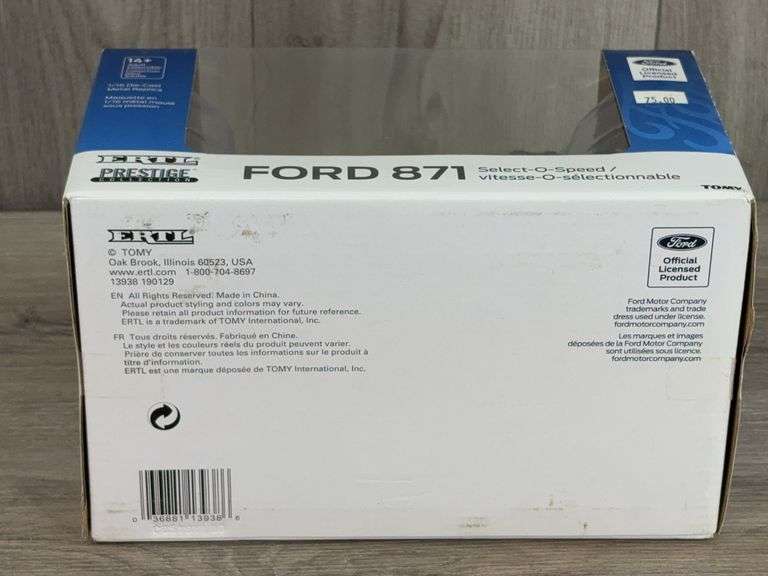 14+
Adult
Collectible
1/16 Die-Cast
Metal Replica
Maquette en
1/16 métal moulé
sous pression
Ford
Official
Licensed
Product
75.00
ERTL
PRESTIGE
COLLECTION
FORD 871
Select-O-Speed /
vitesse-O-sélectionnable
TOMY
ERTL
© TOMY
Oak Brook, Illinois 60523, USA
www.ertl.com 1-800-704-8697
13938 190129
EN All Rights Reserved. Made in China.
Actual product styling and colors may vary.
Please retain all product information for future reference.
ERTL is a trademark of TOMY International, Inc.
FR Tous droits réservés. Fabriqué en Chine.
Le style et les couleurs réels du produit peuvent varier.
Prière de conserver toutes les informations sur le produit à
titre d'information.
ERTL est une marque déposée de TOMY International, Inc.
Ford
Official
Licensed
Product
Ford Motor Company
trademarks and trade
dress used under license.
fordmotorcompany.com
Les marques et images
déposées de la Ford Motor Company
sont utilisées sous licence.
fordmotorcompany.com
0 36881 13938 6